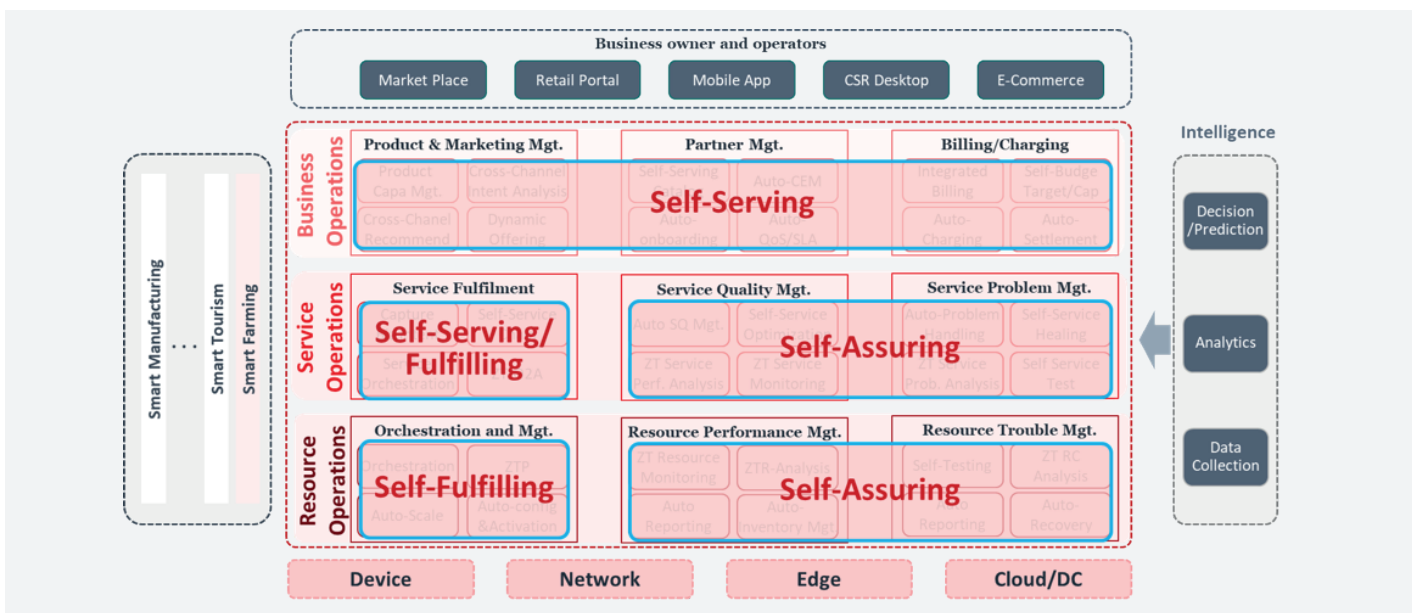 Business owner and operators
Market Place
Retail Portal
Mobile App
CSR Desktop
E-Commerce
Intelligence
Decision
/Prediction
Analytics
Data
Collection
Smart Manufacturing
...
Smart Tourism
Smart Farming
Business
Operations
Product & Marketing Mgt.
Product
Capa Mgt.
Cross-Channel
Intent Analysis
Cross-Chanel
Recommend
Dynamic
Offering
Partner Mgt.
Self-Serving
Auto-CEM
Auto-
onboarding
Auto
QoS/SLA
Billing/Charging
Integrated
Billing
Self-Budge
Target/Cap
Auto-
Charging
Auto-
Settlement
Self-Serving
Service
Operations
Service Fulfilment
Capture
Self-Service
Orchestration
Self-Serving/
Fulfilling
Service Quality Mgt.
Auto SQ Mgt.
Self-Service
Optimization
ZT Service
Perf. Analysis
ZT Service
Monitoring
Service Problem Mgt.
Auto-Problem
Handling
Self-Service
Healing
ZT Service
Prob. Analysis
Self Service
Test
Self-Assuring
Resource
Operations
Orchestration and Mgt.
Orchestration
ZTP
Auto-Scale
Auto-config
&Activation
Self-Fulfilling
Resource Performance Mgt.
ZT Resource
Monitoring
ZTR-Analysis
Auto
Reporting
Auto-
Inventory Mgt.
Resource Trouble Mgt.
Self-Testing
ZT RC
Analysis
Auto
Reporting
Auto-
Recovery
Self-Assuring
Device
Network
Edge
Cloud/DC